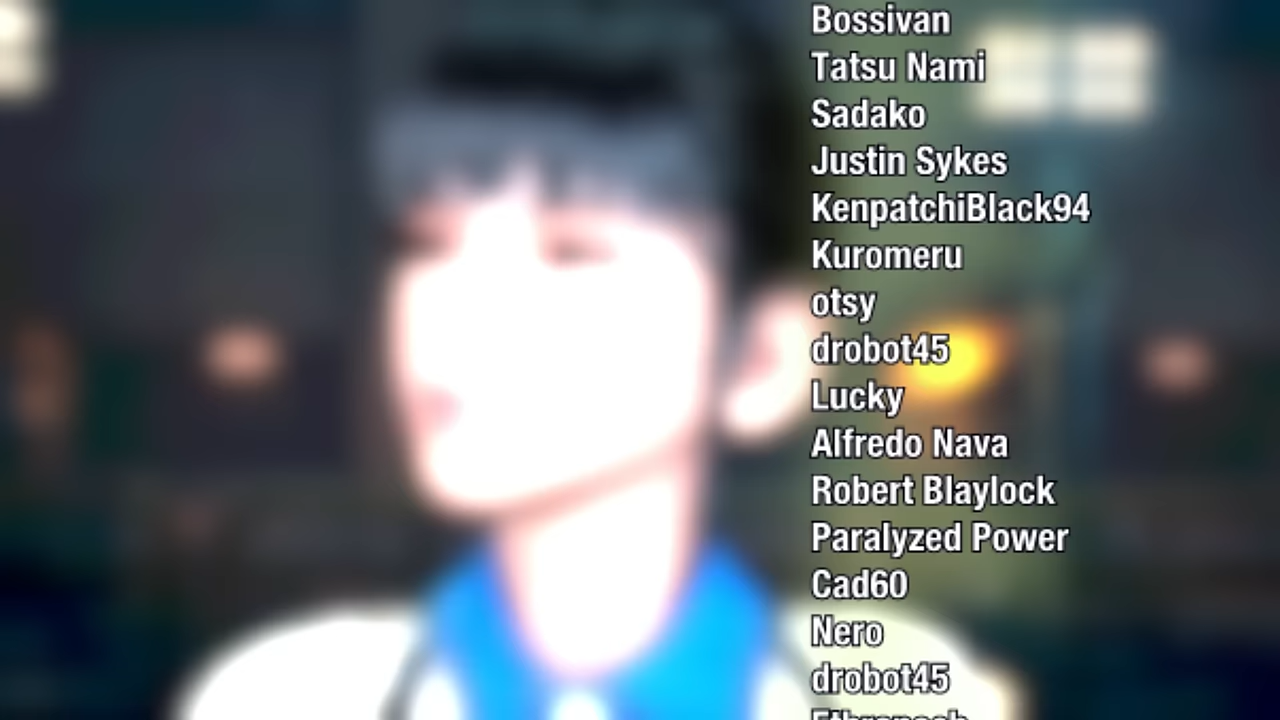 Bossivan
Tatsu Nami
Sadako
Justin Sykes
KenpatchiBlack94
Kuromeru
otsy
drobot45
Lucky
Alfredo Nava
Robert Blaylock
Paralyzed Power
Cad60
Nero
drobot45